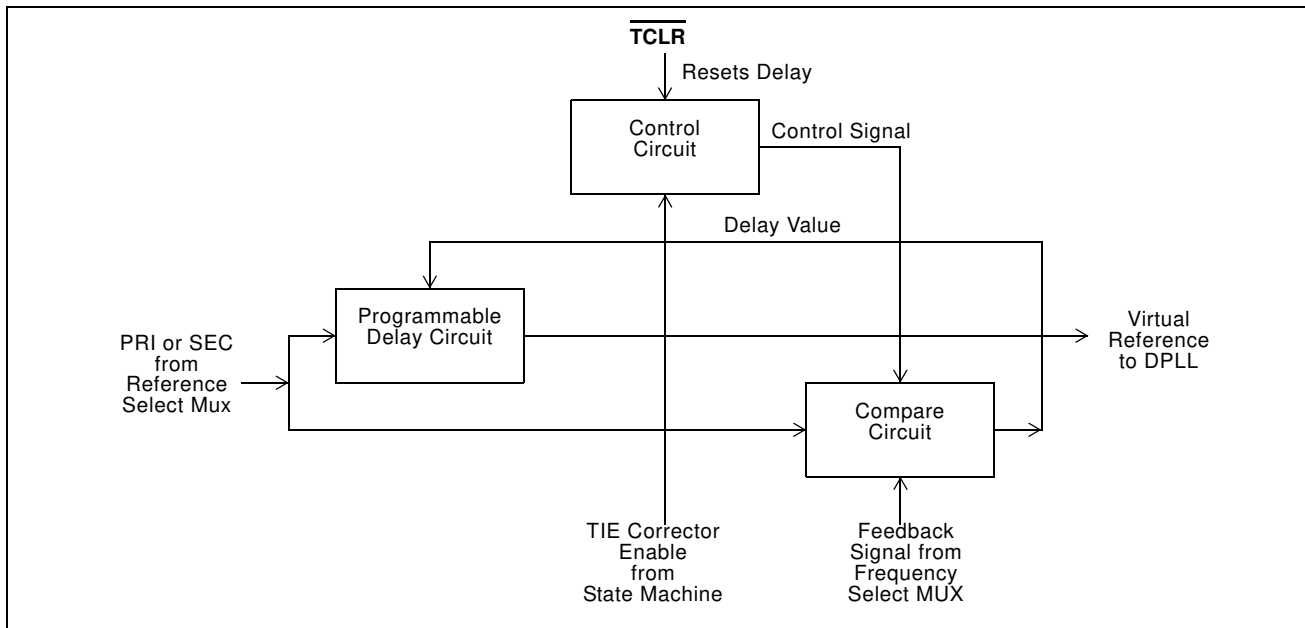 TCLR
Resets Delay
Control
Circuit
Control Signal
Delay Value
Programmable
Delay Circuit
PRI or SEC
from
Reference
Select Mux
Virtual
Reference
to DPLL
Compare
Circuit
TIE Corrector
Enable
from
State Machine
Feedback
Signal from
Frequency
Select MUX